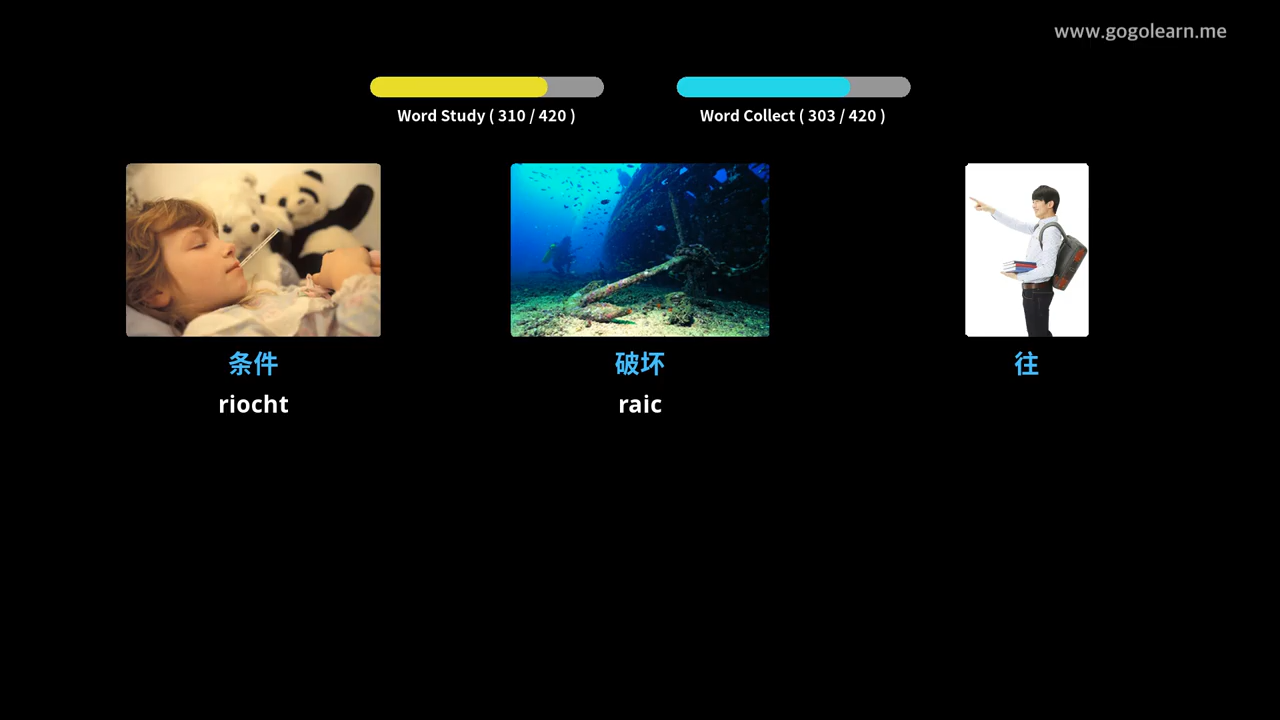 www.gogolearn.me
Word Study ( 310 / 420 )
Word Collect ( 303 / 420 )
条件
破坏
往
riocht
raic